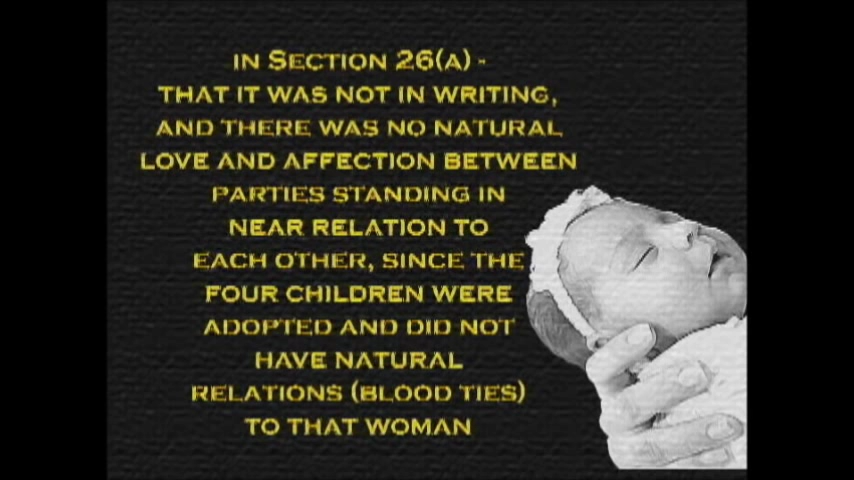 IN SECTION 26(A) -
THAT IT WAS NOT IN WRITING,
AND THERE WAS NO NATURAL
LOVE AND AFFECTION BETWEEN
PARTIES STANDING IN
NEAR RELATION TO
EACH OTHER, SINCE THE
FOUR CHILDREN WERE
ADOPTED AND DID NOT
HAVE NATURAL
RELATIONS (BLOOD TIES)
TO THAT WOMAN